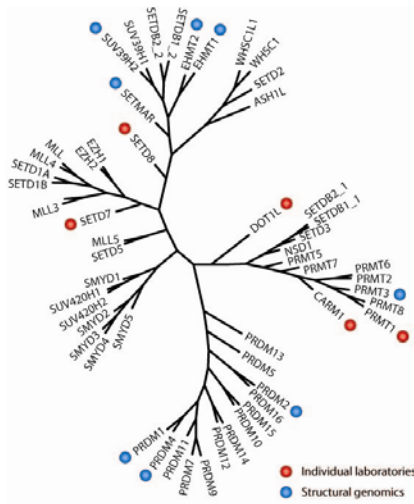 SUV39H2
SUV39H1
SETDB2_2
SETDB1_2
EHMT2
EHMT1
WHSC1L1
WHSC1
SETD2
ASH1L
SETMAR
SETD8
EZH1
EZH2
MLL
MLL4
SETD1A
SETD1B
MLL3
SETD7
MLL5
SETD5
SMYD1
SUV420H1
SUV420H2
SMYD2
SMYD3
SMYD4
SMYD5
DOT1L
SETDB2_1
SETDB1_1
SETD3
NSD1
PRMT5
PRMT7
PRMT6
PRMT2
PRMT3
PRMT8
PRMT1
CARM1
PRDM13
PRDM5
PRDM2
PRDM16
PRDM15
PRDM10
PRDM14
PRDM12
PRDM9
PRDM7
PRDM11
PRDM4
PRDM1
Individual laboratories
Structural genomics